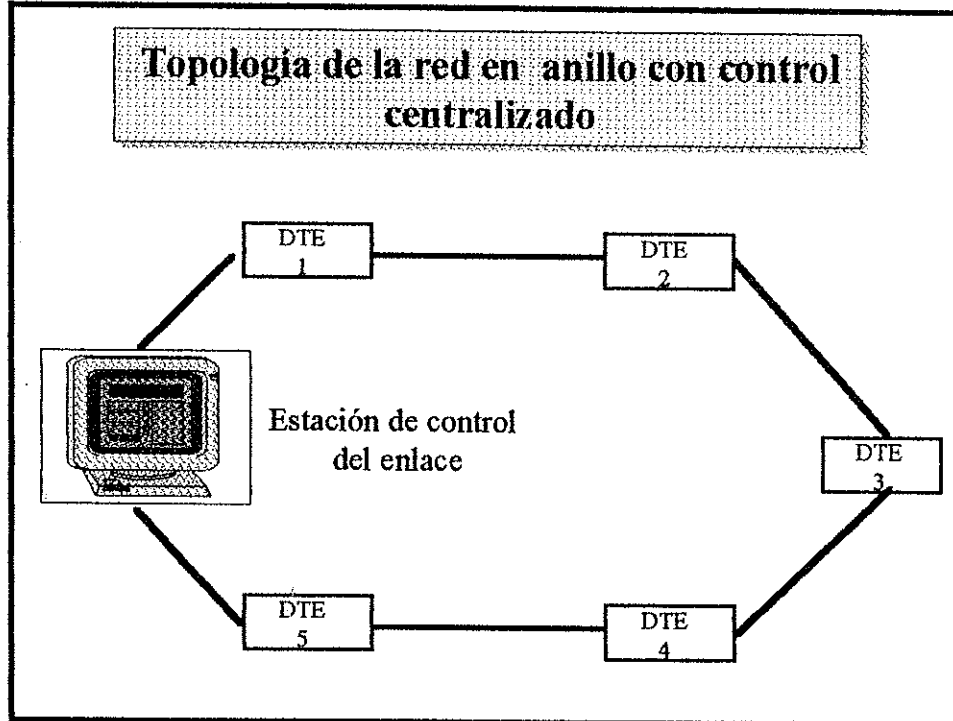 Topología de la red en anillo con control
centralizado
DTE
1
DTE
2
Estación de control
del enlace
DTE
3
DTE
5
DTE
4